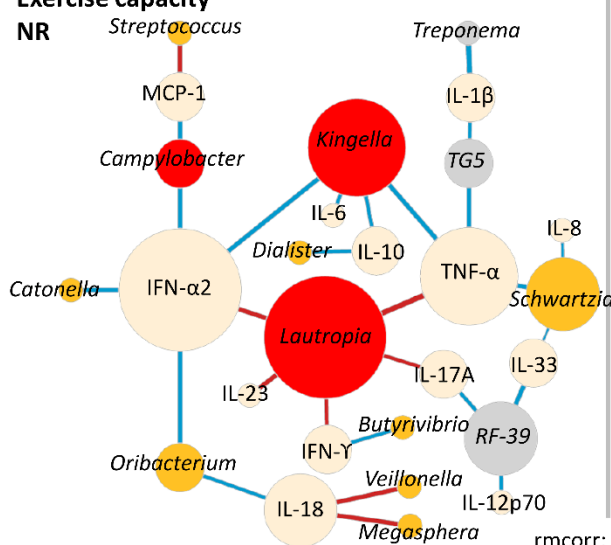 Exercise capacity
NR
Streptococcus
Treponema
MCP-1
IL-1β
Kingella
Campylobacter
TG5
IL-6
IL-8
Dialister
IL-10
TNF-α
Catonella
IFN-α2
Schwartzia
Lautropia
IL-33
IL-17A
IL-23
Butyrivibrio
RF-39
IFN-ϒ
Oribacterium
Veillonella
IL-18
IL-12p70
Megasphera
rmcorr: